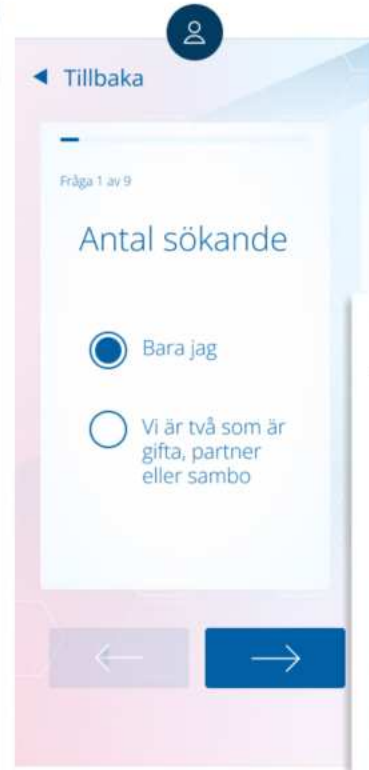 Tillbaka
Fråga 1 av 9
Antal sökande
Bara jag
Vi är två som är
gifta, partner
eller sambo